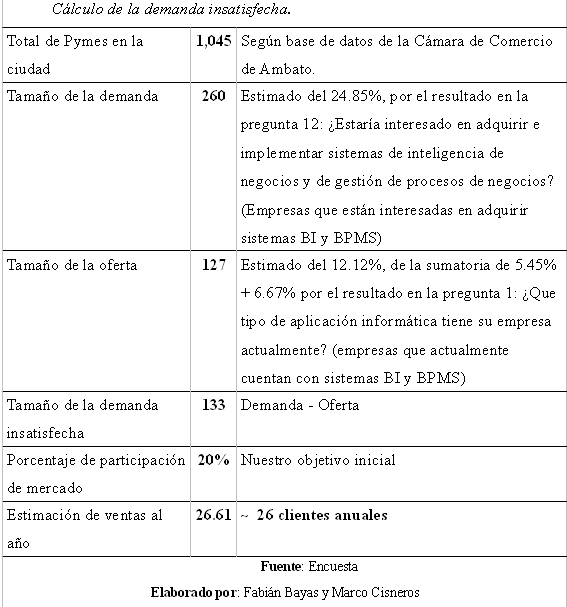 Cálculo de la demanda insatisfecha.
Total de Pymes en la ciudad
1,045
Según base de datos de la Cámara de Comercio
de Ambato.
Tamaño de la demanda
260
Estimado del 24.85%, por el resultado en la
pregunta 12: ¿Estaría interesado en adquirir e
implementar sistemas de inteligencia de
negocios y de gestión de procesos de negocios?
(Empresas que están interesadas en adquirir
sistemas BI y BPMS)
Tamaño de la oferta
127
Estimado del 12.12%, de la sumatoria de 5.45%
+ 6.67% por el resultado en la pregunta 1: ¿Que
tipo de aplicación informática tiene su empresa
actualmente? (empresas que actualmente
cuentan con sistemas BI y BPMS)
Tamaño de la demanda
insatisfecha
133
Demanda - Oferta
Porcentaje de participación
de mercado
20%
Nuestro objetivo inicial
Estimación de ventas al
año
26.61
~ 26 clientes anuales
Fuente: Encuesta
Elaborado por: Fabián Bayas y Marco Cisneros